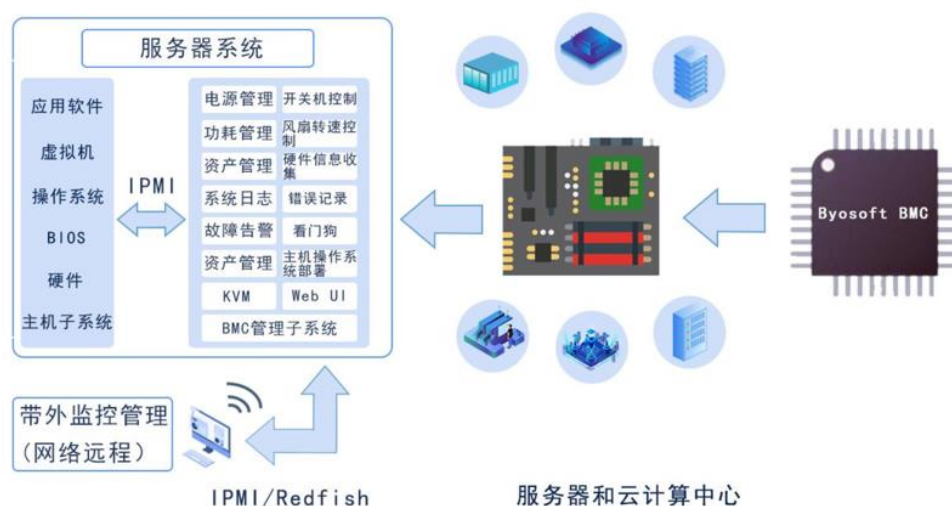 服务器系统
应用软件
虚拟机
操作系统
BIOS
硬件
主机子系统
IPMI
电源管理 开关机控制
功耗管理 风扇转速控
制
资产管理 硬件信息收
集
系统日志 错误记录
故障告警 看门狗
资产管理 主机操作系
统部署
KVM Web UI
BMC管理子系统
Byosoft BMC
带外监控管理
(网络远程)
IPMI/Redfish
服务器和云计算中心